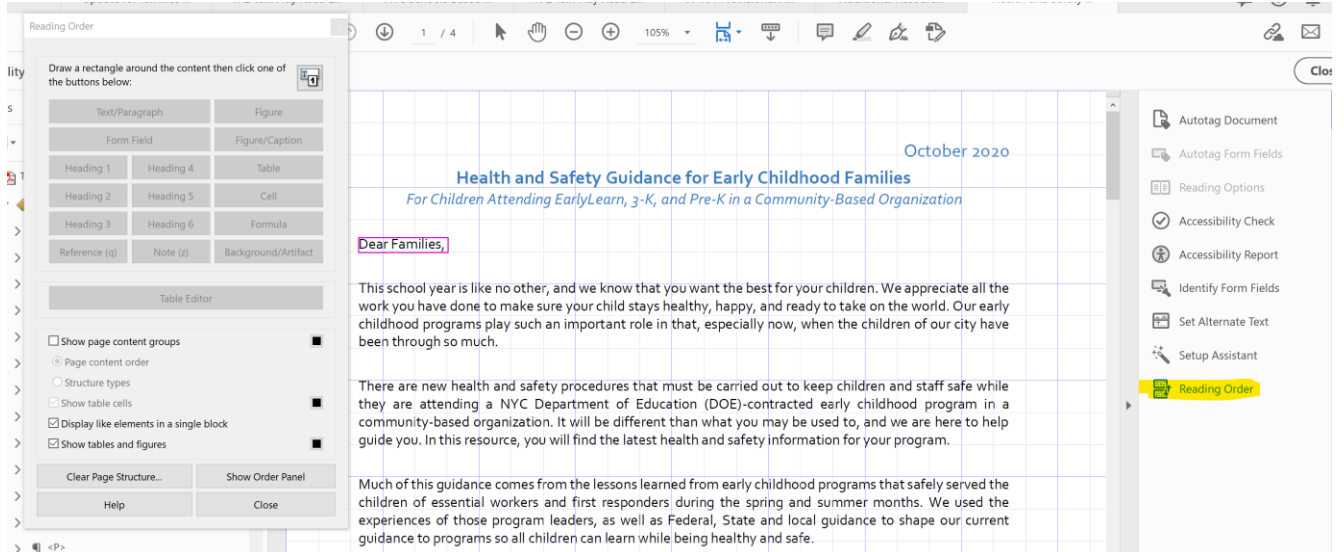 Reading Order
1 / 4
105%
Draw a rectangle around the content then click one of
the buttons below:
Text/Paragraph Figure
Form Field Figure/Caption
Heading 1 Heading 4 Table
Heading 2 Heading 5 Cell
Heading 3 Heading 6 Formula
Reference (q) Note (z) Background/Artifact
Table Editor
Show page content groups
Page content order
Structure types
Show table cells
Display like elements in a single block
Show tables and figures
Clear Page Structure... Show Order Panel
Help Close
<P>
October 2020
Health and Safety Guidance for Early Childhood Families
For Children Attending EarlyLearn, 3-K, and Pre-K in a Community-Based Organization
Dear Families,
This school year is like no other, and we know that you want the best for your children. We appreciate all the
work you have done to make sure your child stays healthy, happy, and ready to take on the world. Our early
childhood programs play such an important role in that, especially now, when the children of our city have
been through so much.
There are new health and safety procedures that must be carried out to keep children and staff safe while
they are attending a NYC Department of Education (DOE)-contracted early childhood program in a
community-based organization. It will be different than what you may be used to, and we are here to help
guide you. In this resource, you will find the latest health and safety information for your program.
Much of this guidance comes from the lessons learned from early childhood programs that safely served the
children of essential workers and first responders during the spring and summer months. We used the
experiences of those program leaders, as well as Federal, State and local guidance to shape our current
guidance to programs so all children can learn while being healthy and safe.
Autotag Document
Autotag Form Fields
Reading Options
Accessibility Check
Accessibility Report
Identify Form Fields
Set Alternate Text
Setup Assistant
Reading Order